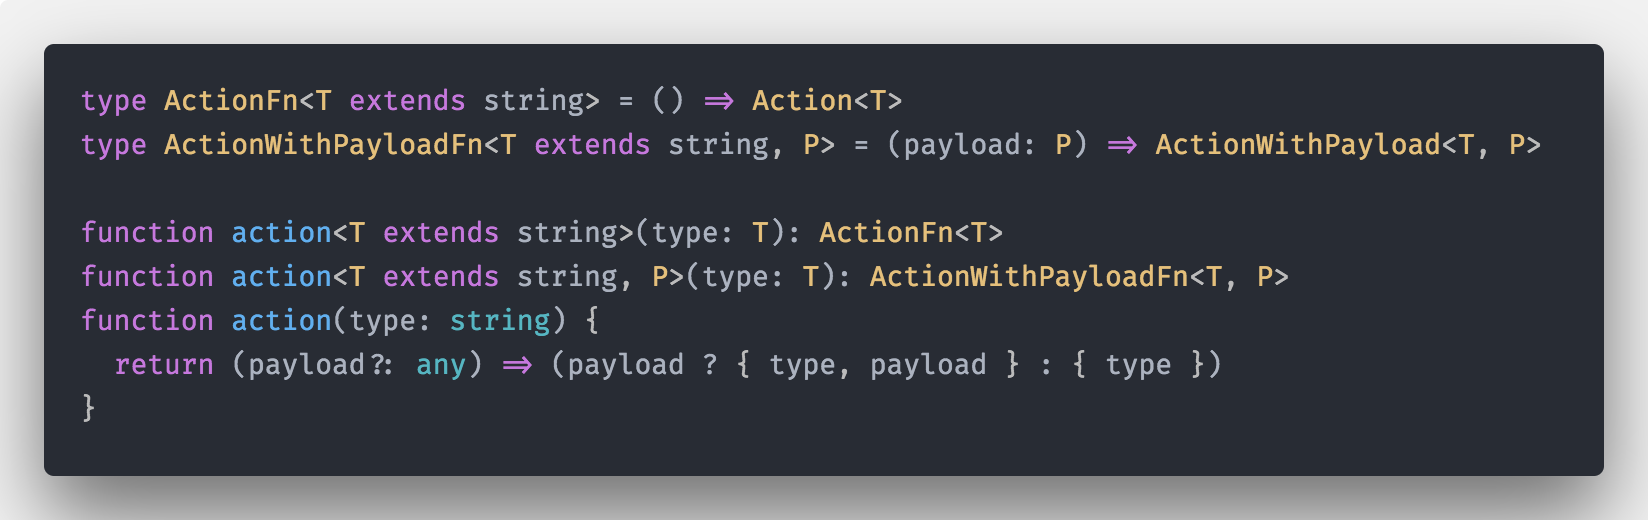 type ActionFn<T extends string> = () => Action<T>
type ActionWithPayloadFn<T extends string, P> = (payload: P) => ActionWithPayload<T, P>
function action<T extends string>(type: T): ActionFn<T>
function action<T extends string, P>(type: T): ActionWithPayloadFn<T, P>
function action(type: string) {
  return (payload?: any) => (payload ? { type, payload } : { type })
}